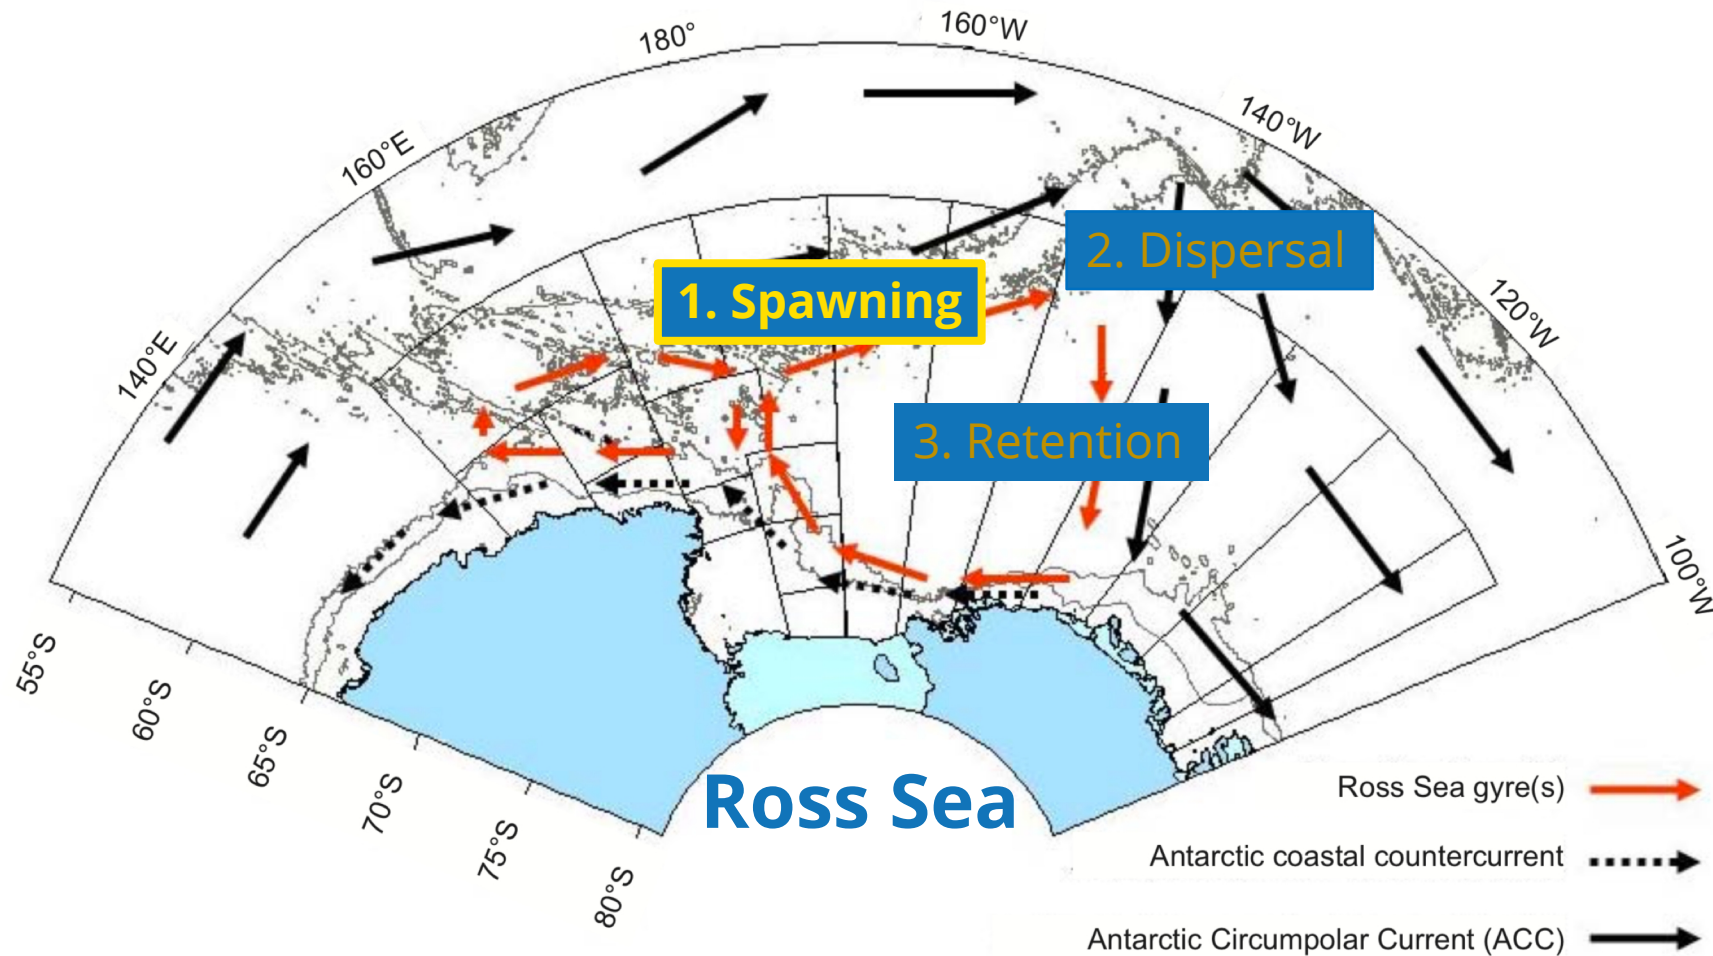 180°
160°W
160°E
140°W
140°E
120°W
100°W
1. Spawning
2. Dispersal
3. Retention
55°S
60°S
65°S
70°S
75°S
80°S
Ross Sea
Ross Sea gyre(s)
Antarctic coastal countercurrent
Antarctic Circumpolar Current (ACC)